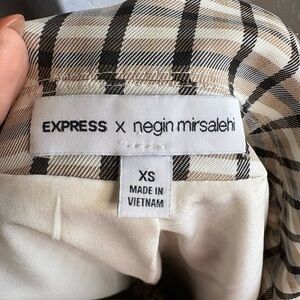 EXPRESS x negin mirsalehi
XS
MADE IN
VIETNAM